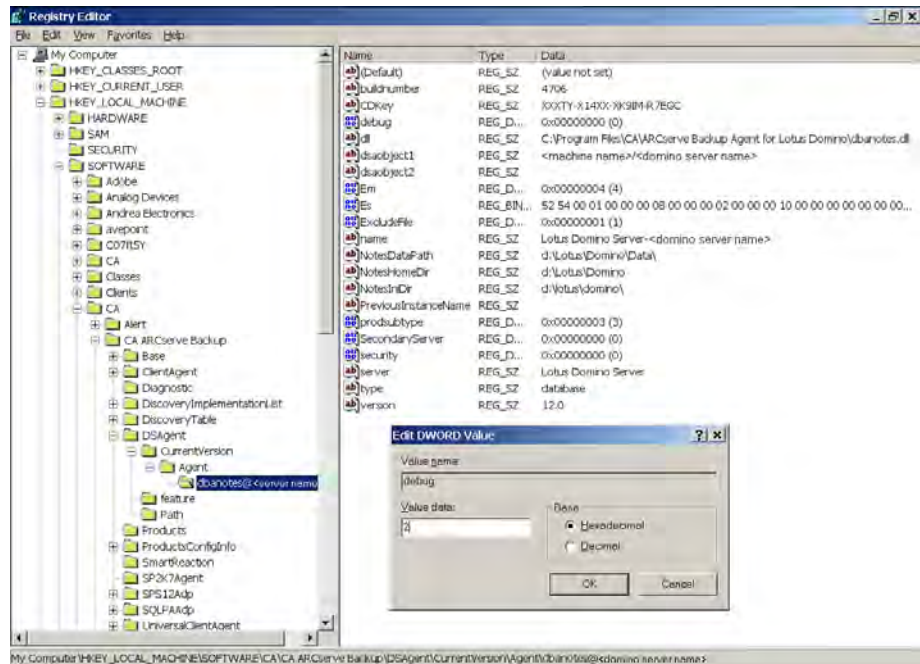 Registry Editor
File Edit View Favorites Help
My Computer
HKEY_CLASSES_ROOT
HKEY_CURRENT_USER
HKEY_LOCAL_MACHINE
HARDWARE
SAM
SECURITY
SOFTWARE
Adobe
Analog Devices
Andrea Electronics
avepoint
CA
Classes
Clients
CA
Alert
CA ARCserve Backup
Base
ClientAgent
Diagnostic
DiscoveryImplementationList
DiscoveryTable
DSAgent
CurrentVersion
Agent
dbanotes@<server name
feature
Path
Products
ProductsConfigInfo
SmartReaction
SP2K7Agent
SPS12Adp
SQLPAAdp
UniversalClientAgent
Name Type Data
(Default) REG_SZ (value not set)
buildnumber REG_SZ 4706
CDKey REG_SZ
debug REG_D... 0x00000000 (0)
dll REG_SZ C:\Program Files\CA\ARCserve Backup Agent for Lotus Domino\dbanotes.dll
dsaobject1 REG_SZ <machine name>/<domino server name>
dsaobject2 REG_SZ
Em REG_D... 0x00000004 (4)
Es REG_BIN... 52 54 00 01 00 00 00 08 00 00 00 02 00 00 00 10 00 00 00 00 00 00 00...
ExcludeFile REG_D... 0x00000001 (1)
name REG_SZ Lotus Domino Server-<domino server name>
NotesDataPath REG_SZ d:\Lotus\Domino\Data\
NotesHomeDir REG_SZ d:\Lotus\Domino
NotesInDir REG_SZ d:\lotus\domino\
PreviousInstanceName REG_SZ
prodsubtype REG_D... 0x00000003 (3)
SecondaryServer REG_D... 0x00000000 (0)
security REG_D... 0x00000000 (0)
server REG_SZ Lotus Domino Server
type REG_SZ database
version REG_SZ 12.0
Edit DWORD Value
Value name:
debug
Value data:
2
Base
Hexadecimal
Decimal
OK Cancel
My Computer\HKEY_LOCAL_MACHINE\SOFTWARE\CA\CA ARCserve Backup\DSAgent\CurrentVersion\Agent\dbanotes@<domino server name>